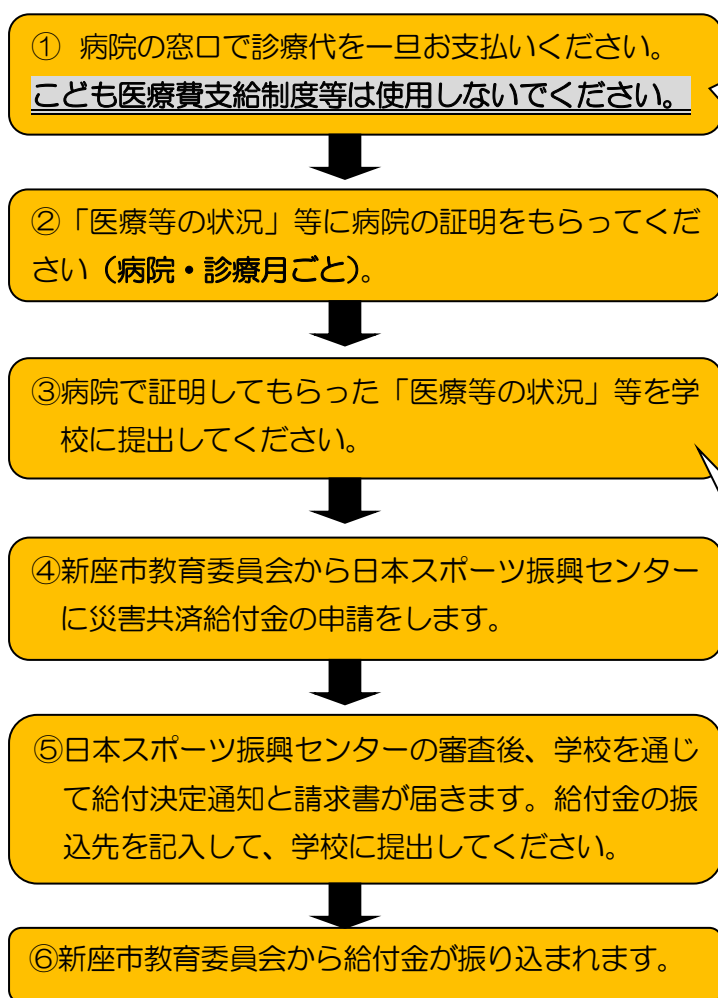 ① 病院の窓口で診療代を一旦お支払いください。
こども医療費支給制度等は使用しないでください。
②「医療等の状況」等に病院の証明をもらってくだ
さい（病院・診療月ごと）。
③病院で証明してもらった「医療等の状況」等を学
校に提出してください。
④新座市教育委員会から日本スポーツ振興センター
に災害共済給付金の申請をします。
⑤日本スポーツ振興センターの審査後、学校を通じ
て給付決定通知と請求書が届きます。給付金の振
込先を記入して、学校に提出してください。
⑥新座市教育委員会から給付金が振り込まれます。